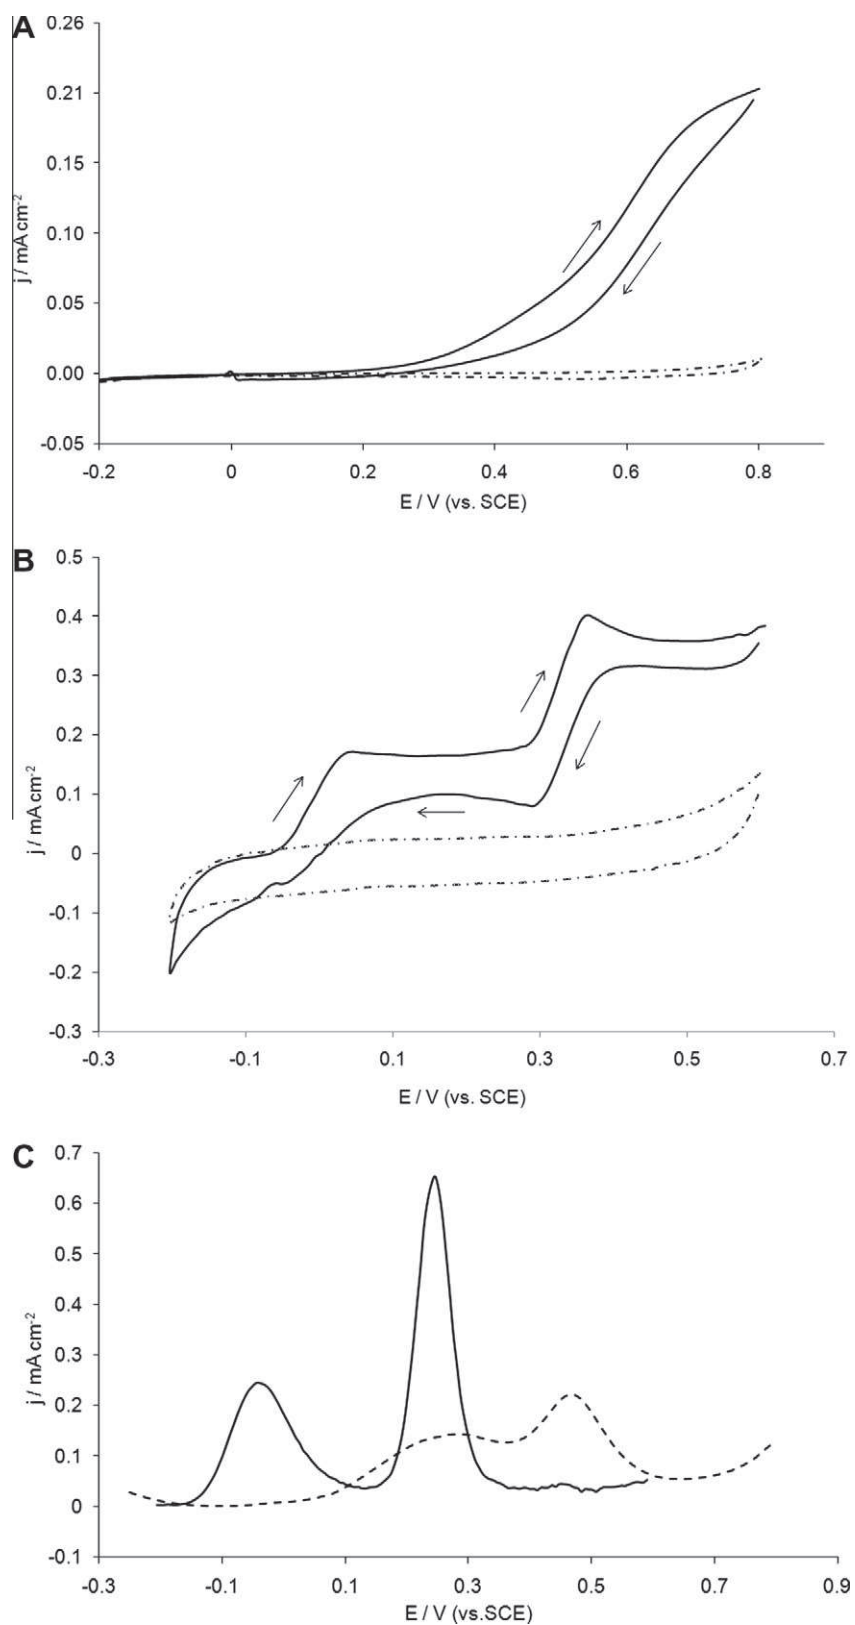 A
0.26
0.21
0.15
0.10
0.05
0.00
-0.05
j / mA cm-2
-0.2 0 0.2 0.4 0.6 0.8
E / V (vs. SCE)
B
0.5
0.4
0.3
0.2
0.1
0
-0.1
-0.2
-0.3
j / mA cm-2
-0.3 -0.1 0.1 0.3 0.5 0.7
E / V (vs. SCE)
C
0.7
0.6
0.5
0.4
0.3
0.2
0.1
0
-0.1
j / mA cm-2
-0.3 -0.1 0.1 0.3 0.5 0.7 0.9
E / V (vs.SCE)